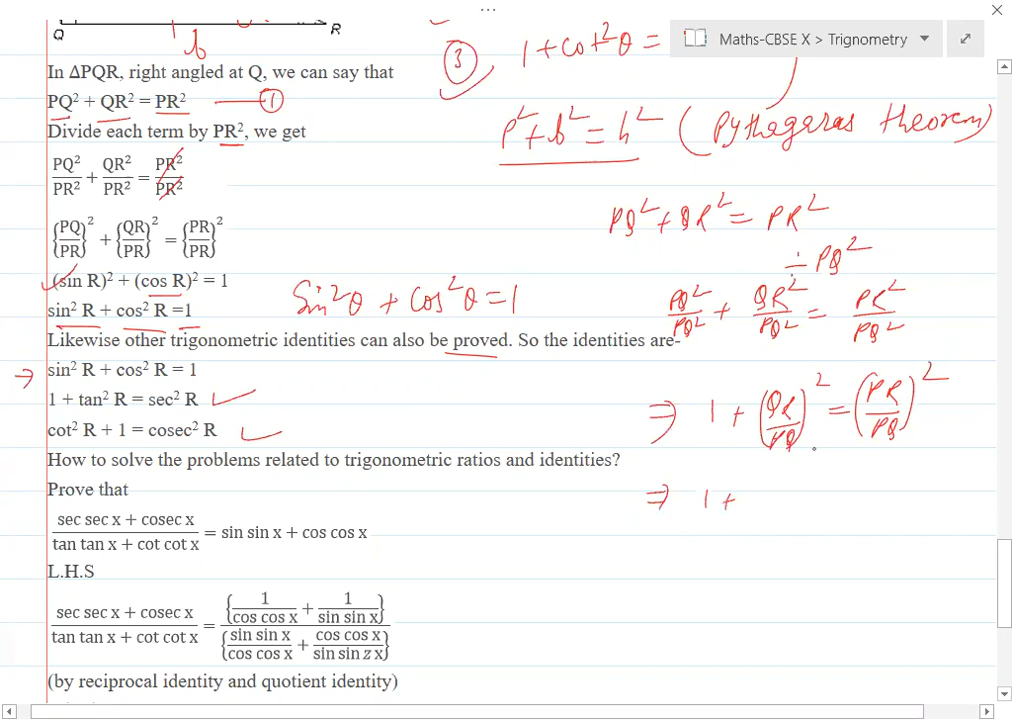 Q
b
R
③ 1 + cot²θ =
Maths-CBSE X > Trignometry
In ΔPQR, right angled at Q, we can say that
PQ² + QR² = PR² ①
p² + b² = h² (Pythagaras theorem)
Divide each term by PR², we get
PQ²/PR² + QR²/PR² = PR²/PR²
PQ² + QR² = PR²
÷ PQ²
{PQ/PR}² + {QR/PR}² = {PR/PR}²
(sin R)² + (cos R)² = 1
Sin²θ + Cos²θ = 1
PQ²/PQ² + QR²/PQ² = PR²/PQ²
sin² R + cos² R =1
Likewise other trigonometric identities can also be proved. So the identities are-
→ sin² R + cos² R = 1
1 + tan² R = sec² R
⇒ 1 + (QR/PQ)² = (PR/PQ)²
cot² R + 1 = cosec² R
How to solve the problems related to trigonometric ratios and identities?
Prove that
⇒ 1 +
sec sec x + cosec x / tan tan x + cot cot x = sin sin x + cos cos x
L.H.S
sec sec x + cosec x / tan tan x + cot cot x = {1/cos cos x + 1/sin sin x} / {sin sin x/cos cos x + cos cos x/sin sin z x}
(by reciprocal identity and quotient identity)